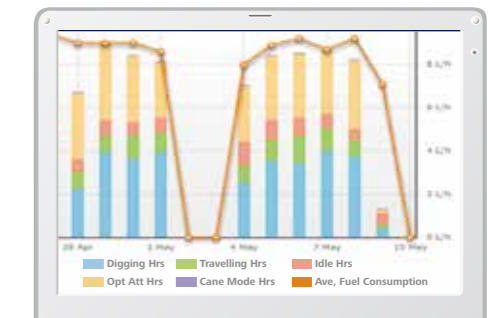 8 L/h
6 L/h
4 L/h
2 L/h
0 L/h
28 Apr 1 May 4 May 7 May 10 May
Digging Hrs Travelling Hrs Idle Hrs
Opt Att Hrs Cane Mode Hrs Ave, Fuel Consumption